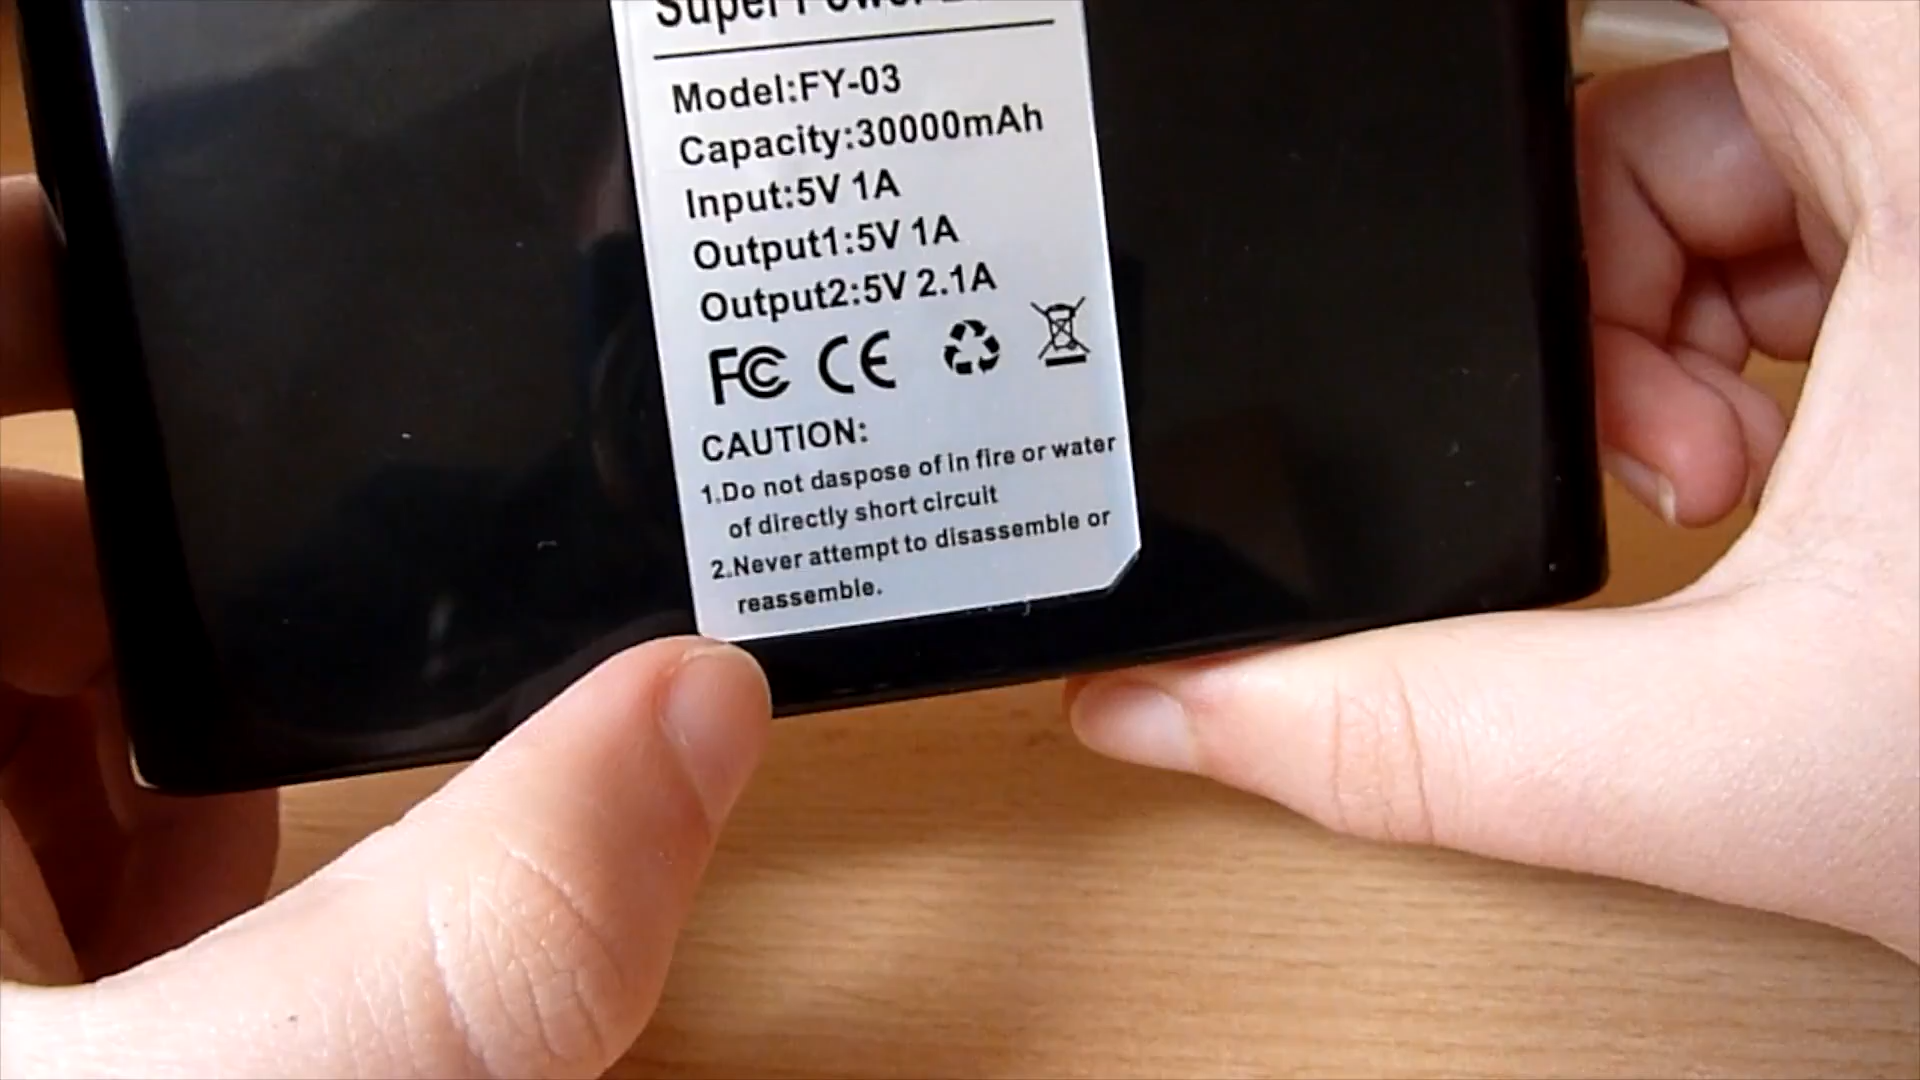 Super Power
Model:FY-03
Capacity:30000mAh
Input:5V 1A
Output1:5V 1A
Output2:5V 2.1A
FC CE
CAUTION:
1.Do not daspose of in fire or water
of directly short circuit
2.Never attempt to disassemble or
reassemble.